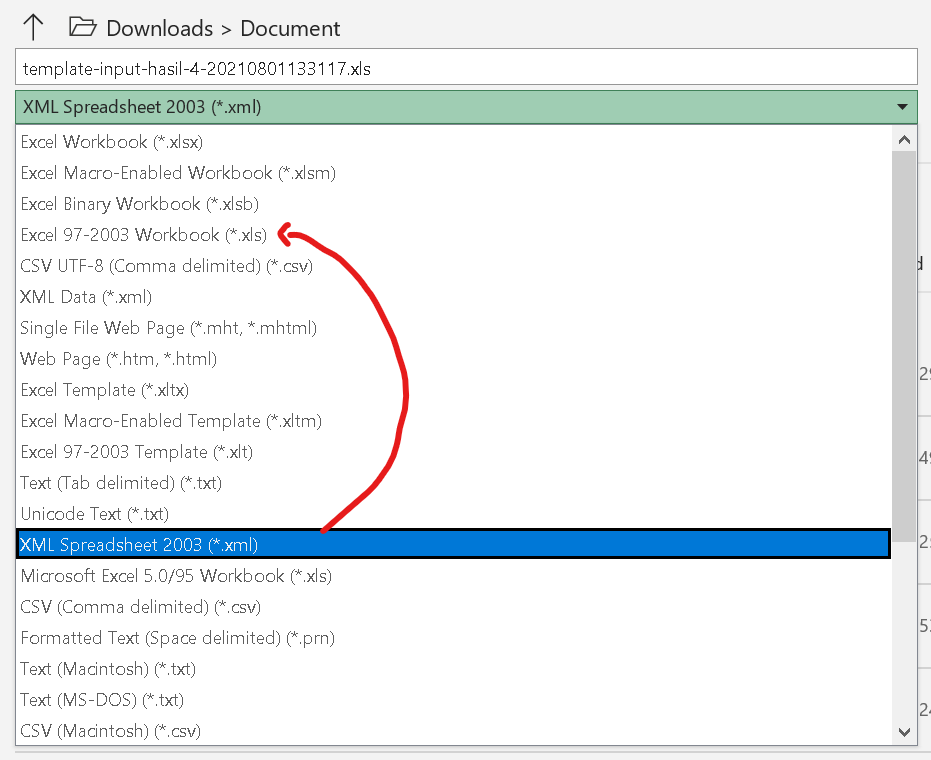 Downloads > Document
template-input-hasil-4-20210801133117.xls
XML Spreadsheet 2003 (*.xml)
Excel Workbook (*.xlsx)
Excel Macro-Enabled Workbook (*.xlsm)
Excel Binary Workbook (*.xlsb)
Excel 97-2003 Workbook (*.xls)
CSV UTF-8 (Comma delimited) (*.csv)
XML Data (*.xml)
Single File Web Page (*.mht, *.mhtml)
Web Page (*.htm, *.html)
Excel Template (*.xltx)
Excel Macro-Enabled Template (*.xltm)
Excel 97-2003 Template (*.xlt)
Text (Tab delimited) (*.txt)
Unicode Text (*.txt)
XML Spreadsheet 2003 (*.xml)
Microsoft Excel 5.0/95 Workbook (*.xls)
CSV (Comma delimited) (*.csv)
Formatted Text (Space delimited) (*.prn)
Text (Macintosh) (*.txt)
Text (MS-DOS) (*.txt)
CSV (Macintosh) (*.csv)